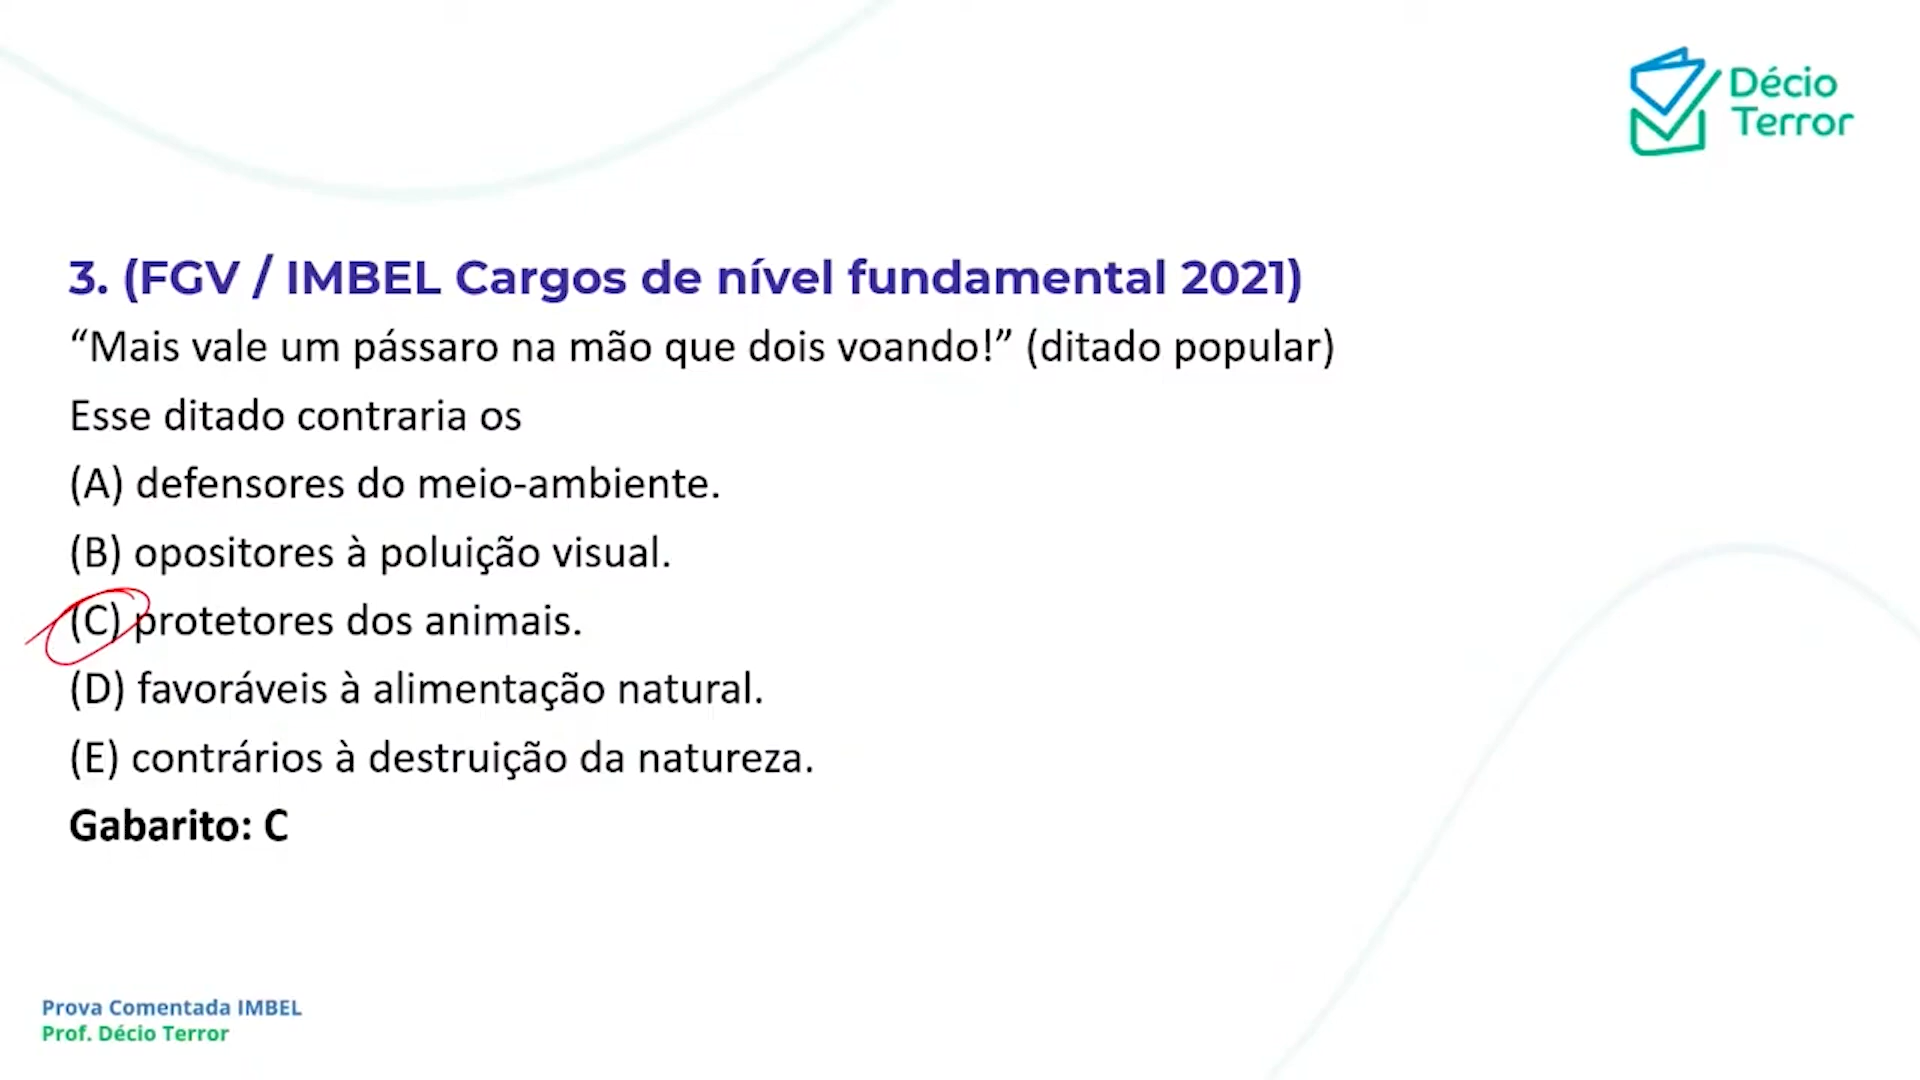 Décio
Terror
3. (FGV / IMBEL Cargos de nível fundamental 2021)
“Mais vale um pássaro na mão que dois voando!” (ditado popular)
Esse ditado contraria os
(A) defensores do meio-ambiente.
(B) opositores à poluição visual.
(C) protetores dos animais.
(D) favoráveis à alimentação natural.
(E) contrários à destruição da natureza.
Gabarito: C
Prova Comentada IMBEL
Prof. Décio Terror